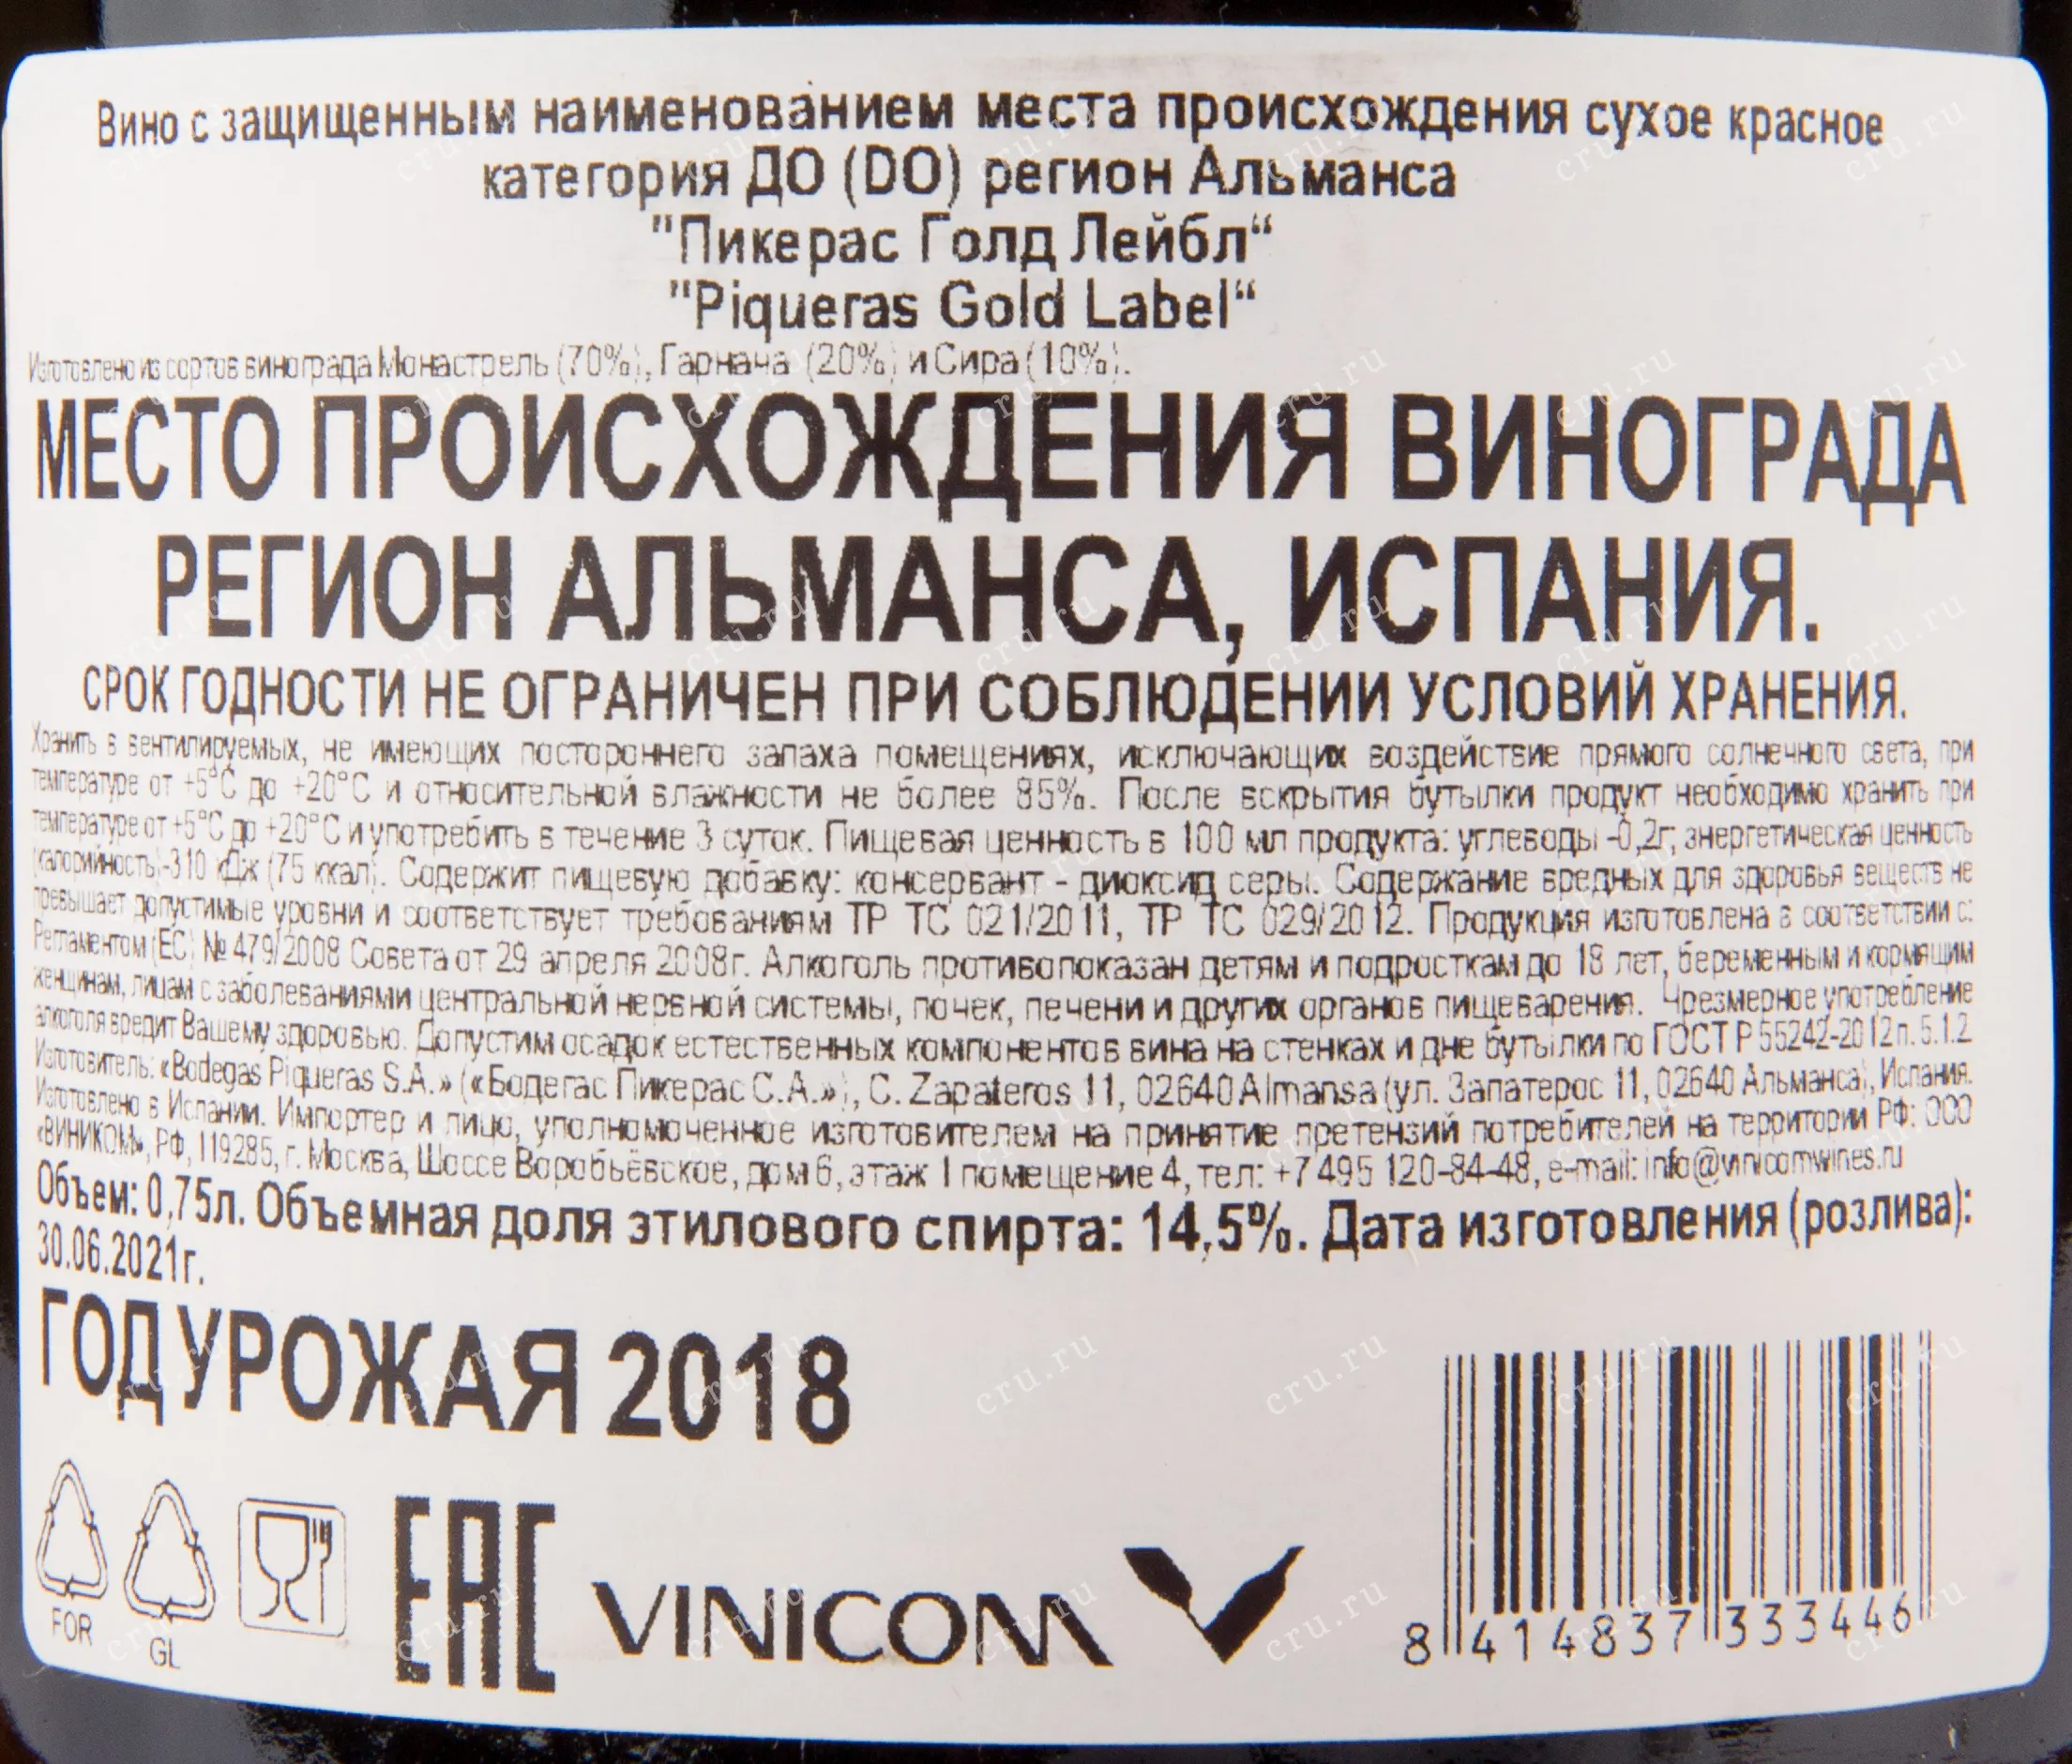 Вино с защищенным наименованием места происхождения сухое красное
категория ДО (DO) регион Альманса
"Пикерас Голд Лейбл“
"Piqueras Gold Label“
Изготовлено из сортов винограда Монастрель (70%), Гарнача (20%) и Сира (10%).
МЕСТО ПРОИСХОЖДЕНИЯ ВИНОГРАДА
РЕГИОН АЛЬМАНСА, ИСПАНИЯ.
СРОК ГОДНОСТИ НЕ ОГРАНИЧЕН ПРИ СОБЛЮДЕНИИ УСЛОВИЙ ХРАНЕНИЯ.
Хранить в вентилируемых, не имеющих постороннего запаха помещениях, исключающих воздействие прямого солнечного света, при
температуре от +5°C до +20°C и относительной влажности не более 85%. После вскрытия бутылки продукт необходимо хранить при
температуре от +5°C до +20°C и употребить в течение 3 суток. Пищевая ценность в 100 мл продукта: углеводы -0,2г; энергетическая ценность
(калорийность)-310 кДж (75 ккал). Содержит пищевую добавку: консервант - диоксид серы. Содержание вредных для здоровья веществ не
превышает допустимые уровни и соответствует требованиям ТР ТС 021/2011, ТР ТС 029/2012. Продукция изготовлена в соответствии с:
Регламентом (ЕС) № 479/2008 Совета от 29 апреля 2008г. Алкоголь противопоказан детям и подросткам до 18 лет, беременным и кормящим
женщинам, лицам с заболеваниями центральной нервной системы, почек, печени и других органов пищеварения. Чрезмерное употребление
алкоголя вредит Вашему здоровью. Допустим осадок естественных компонентов вина на стенках и дне бутылки по ГОСТ Р 55242-2012 п. 5.1.2.
Изготовитель: «Bodegas Piqueras S.A.» («Бодегас Пикерас С.А.»), C. Zapateros 11, 02640 Almansa (ул. Запатерос 11, 02640 Альманса), Испания.
Изготовлено в Испании. Импортер и лицо, уполномоченное изготовителем на принятие претензий потребителей на территории РФ: ООО
«ВИНИКОМ», РФ, 119285, г. Москва, Шоссе Воробьёвское, дом 6, этаж 1 помещение 4, тел: +7 495 120-84-48, e-mail: info@vinicomwines.ru
Объем: 0,75л. Объемная доля этилового спирта: 14,5%. Дата изготовления (розлива):
30.06.2021г.
ГОД УРОЖАЯ 2018
FOR
GL
EAC
VINICOM
8 414837 333446
cru.ru